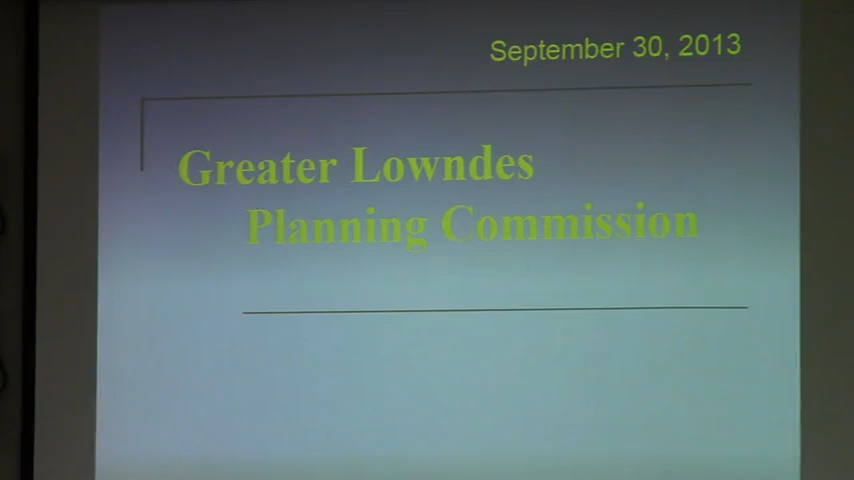 September 30, 2013
Greater Lowndes
Planning Commission